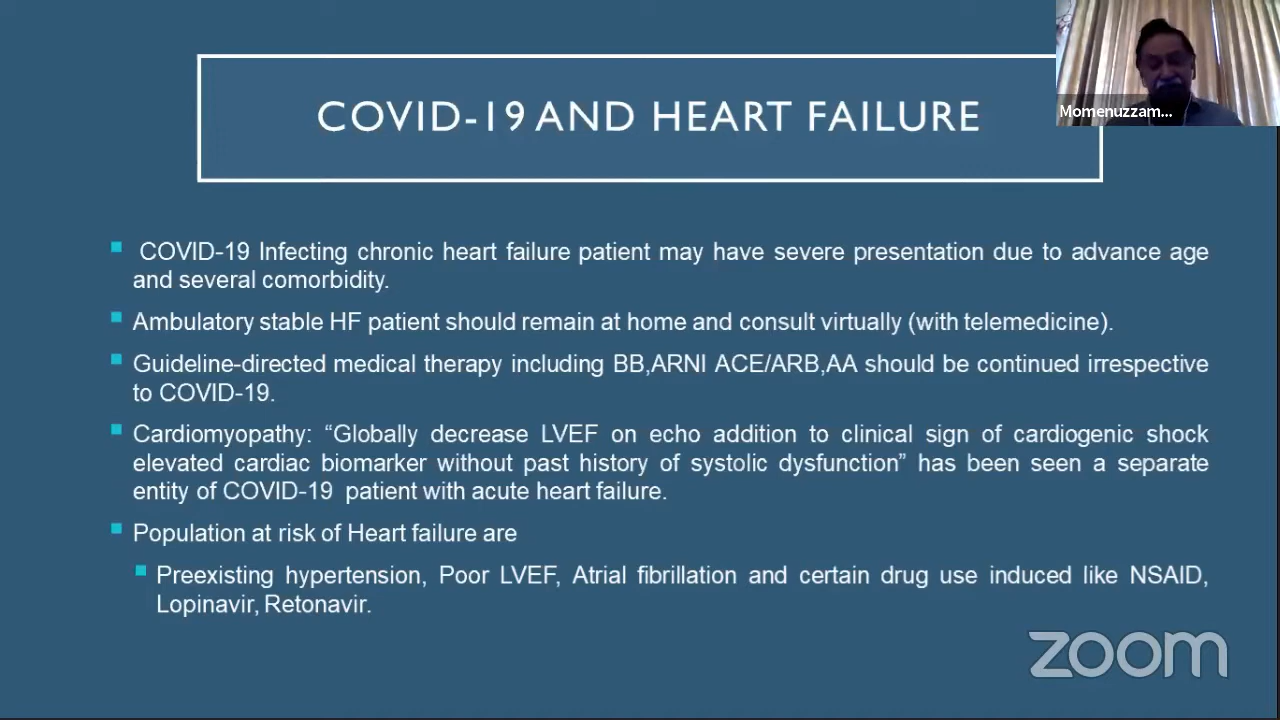 COVID-19 AND HEART FAILURE
Momenuzzam...
COVID-19 Infecting chronic heart failure patient may have severe presentation due to advance age
and several comorbidity.
Ambulatory stable HF patient should remain at home and consult virtually (with telemedicine).
Guideline-directed medical therapy including BB,ARNI ACE/ARB,AA should be continued irrespective
to COVID-19.
Cardiomyopathy: “Globally decrease LVEF on echo addition to clinical sign of cardiogenic shock
elevated cardiac biomarker without past history of systolic dysfunction” has been seen a separate
entity of COVID-19 patient with acute heart failure.
Population at risk of Heart failure are
Preexisting hypertension, Poor LVEF, Atrial fibrillation and certain drug use induced like NSAID,
Lopinavir, Retonavir.
zoom